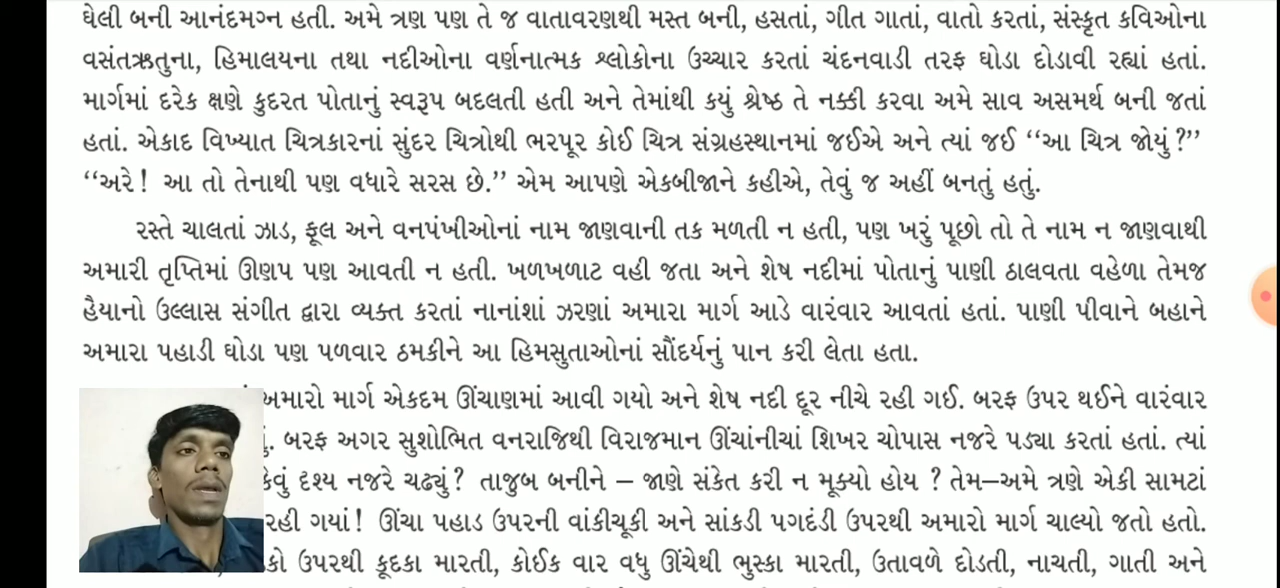 ઘેલી બની આનંદમગ્ન હતી. અમે ત્રણ પણ તે જ વાતાવરણથી મસ્ત બની, હસતાં, ગીત ગાતાં, વાતો કરતાં, સંસ્કૃત કવિઓના
વસંતઋતુના, હિમાલયના તથા નદીઓના વર્ણનાત્મક શ્લોકોના ઉચ્ચાર કરતાં ચંદનવાડી તરફ ઘોડા દોડાવી રહ્યાં હતાં.
માર્ગમાં દરેક ક્ષણે કુદરત પોતાનું સ્વરૂપ બદલતી હતી અને તેમાંથી કયું શ્રેષ્ઠ તે નક્કી કરવા અમે સાવ અસમર્થ બની જતાં
હતાં. એકાદ વિખ્યાત ચિત્રકારનાં સુંદર ચિત્રોથી ભરપૂર કોઈ ચિત્ર સંગ્રહસ્થાનમાં જઈએ અને ત્યાં જઈ ‘‘આ ચિત્ર જોયું ?’’
‘‘અરે ! આ તો તેનાથી પણ વધારે સરસ છે.’’ એમ આપણે એકબીજાને કહીએ, તેવું જ અહીં બનતું હતું.
રસ્તે ચાલતાં ઝાડ, ફૂલ અને વનપંખીઓનાં નામ જાણવાની તક મળતી ન હતી, પણ ખરું પૂછો તો તે નામ ન જાણવાથી
અમારી તૃપ્તિમાં ઊણપ પણ આવતી ન હતી. ખળખળાટ વહી જતા અને શેષ નદીમાં પોતાનું પાણી ઠાલવતા વહેળા તેમજ
હૈયાનો ઉલ્લાસ સંગીત દ્વારા વ્યક્ત કરતાં નાનાંશાં ઝરણાં અમારા માર્ગ આડે વારંવાર આવતાં હતાં. પાણી પીવાને બહાને
અમારા પહાડી ઘોડા પણ પળવાર ઠમકીને આ હિમસુતાઓનાં સૌંદર્યનું પાન કરી લેતા હતા.
અમારો માર્ગ એકદમ ઊંચાણમાં આવી ગયો અને શેષ નદી દૂર નીચે રહી ગઈ. બરફ ઉપર થઈને વારંવાર
બરફ અગર સુશોભિત વનરાજિથી વિરાજમાન ઊંચાંનીચાં શિખર ચોપાસ નજરે પડ્યા કરતાં હતાં. ત્યાં
કેવું દૃશ્ય નજરે ચઢ્યું ? તાજુબ બનીને – જાણે સંકેત કરી ન મૂક્યો હોય ? તેમ–અમે ત્રણે એકી સામટાં
રહી ગયાં ! ઊંચા પહાડ ઉપરની વાંકીચૂકી અને સાંકડી પગદંડી ઉપરથી અમારો માર્ગ ચાલ્યો જતો હતો.
ઉપરથી કૂદકા મારતી, કોઈક વાર વધુ ઊંચેથી ભુસ્કા મારતી, ઉતાવળે દોડતી, નાચતી, ગાતી અને